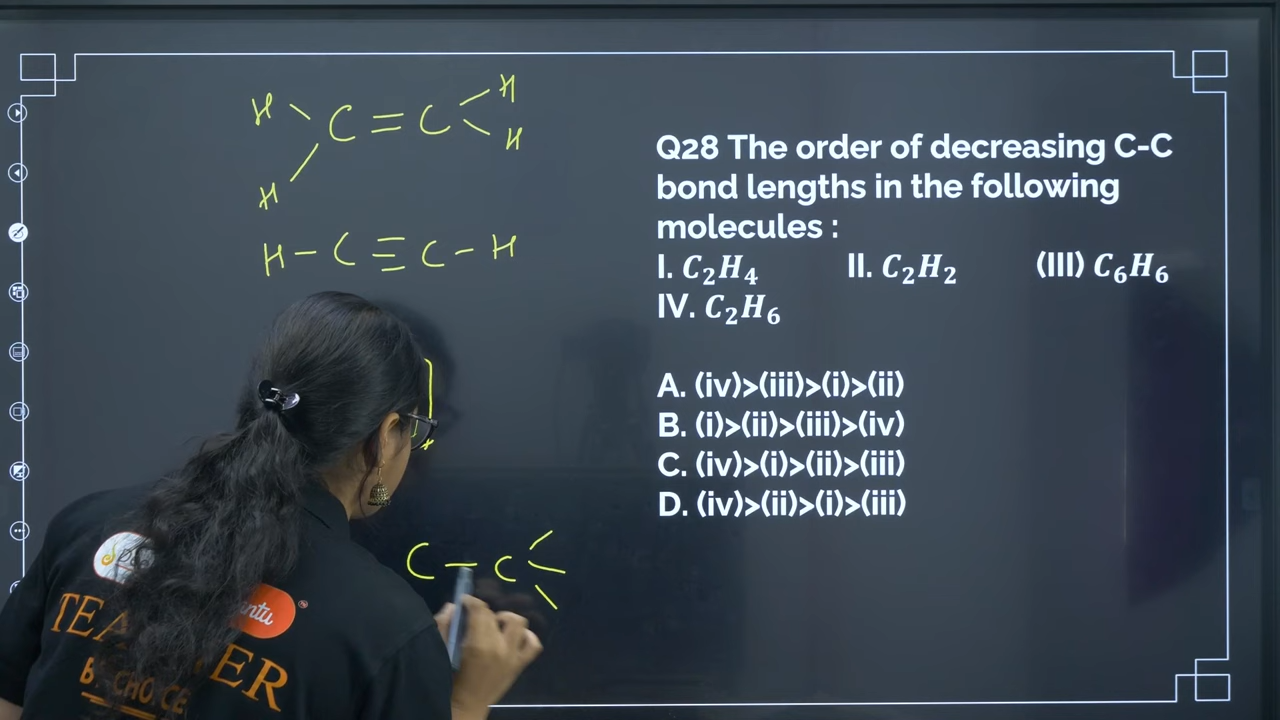 H H
C = C
H H
H - C ≡ C - H
C - C
Q28 The order of decreasing C-C
bond lengths in the following
molecules :
I. C₂H₄ II. C₂H₂ (III) C₆H₆
IV. C₂H₆
A. (iv)>(iii)>(i)>(ii)
B. (i)>(ii)>(iii)>(iv)
C. (iv)>(i)>(ii)>(iii)
D. (iv)>(ii)>(i)>(iii)